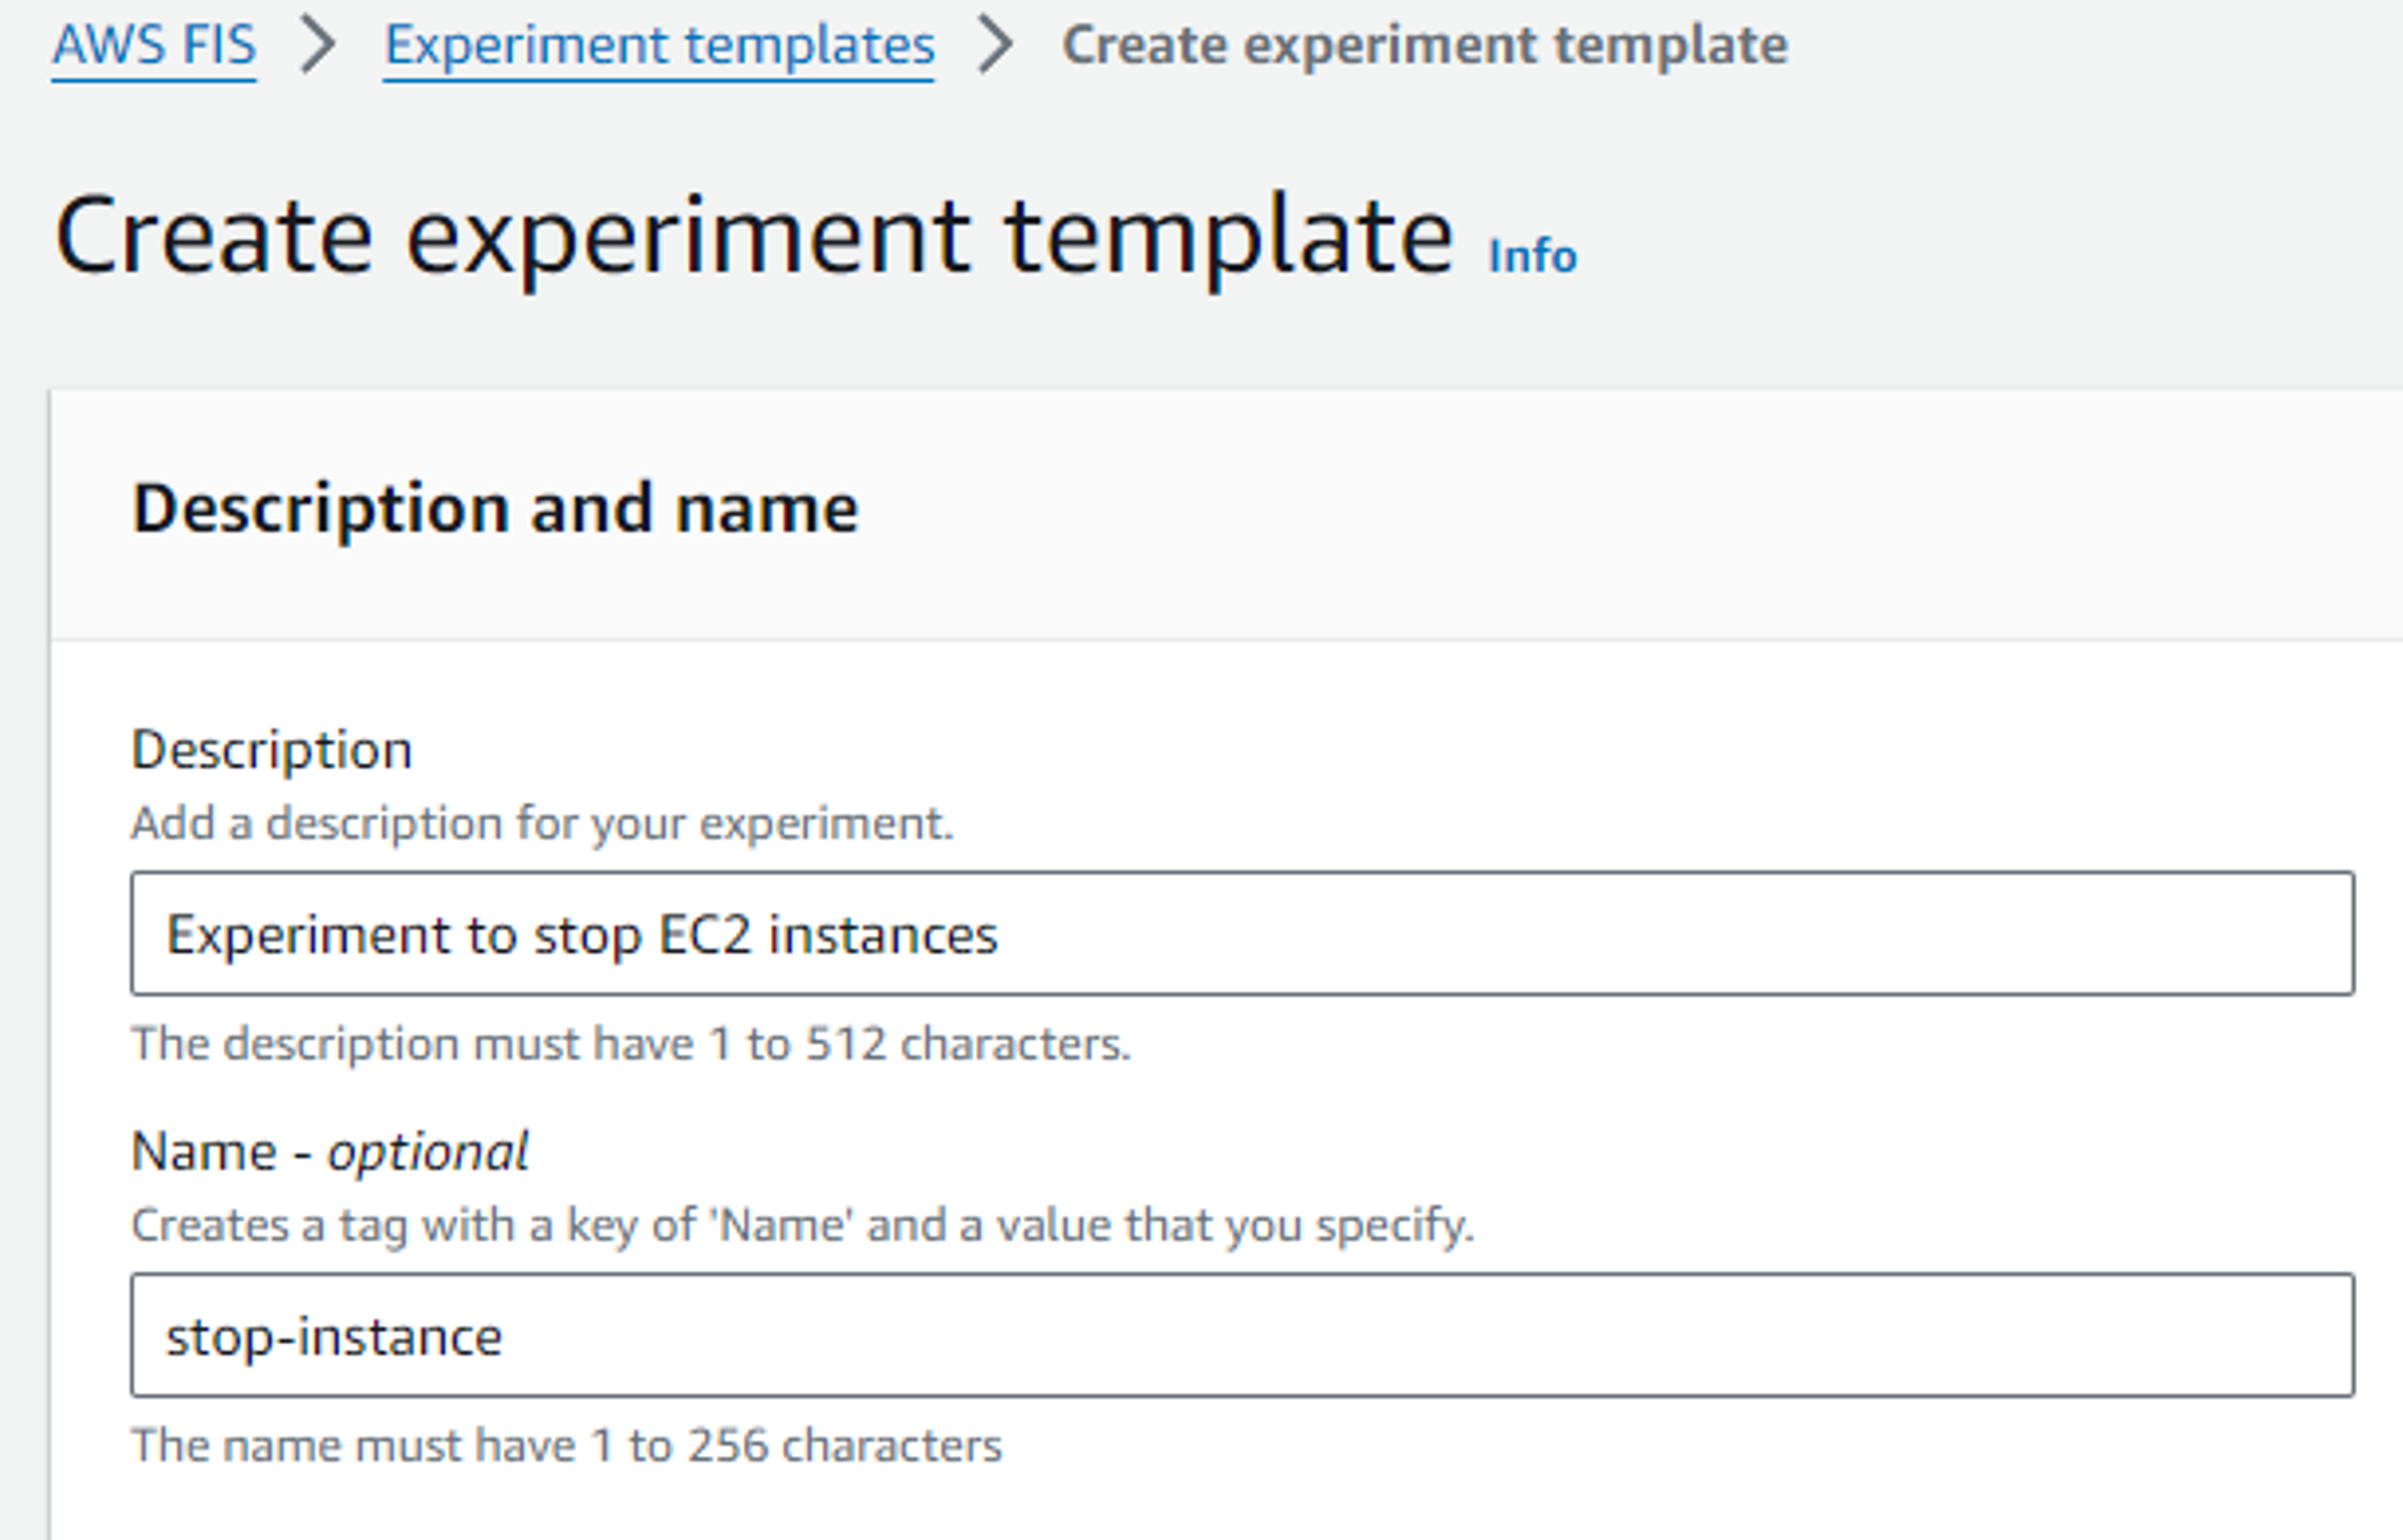 AWS FIS > Experiment templates > Create experiment template
Create experiment template Info
Description and name
Description
Add a description for your experiment.
Experiment to stop EC2 instances
The description must have 1 to 512 characters.
Name - optional
Creates a tag with a key of 'Name' and a value that you specify.
stop-instance
The name must have 1 to 256 characters